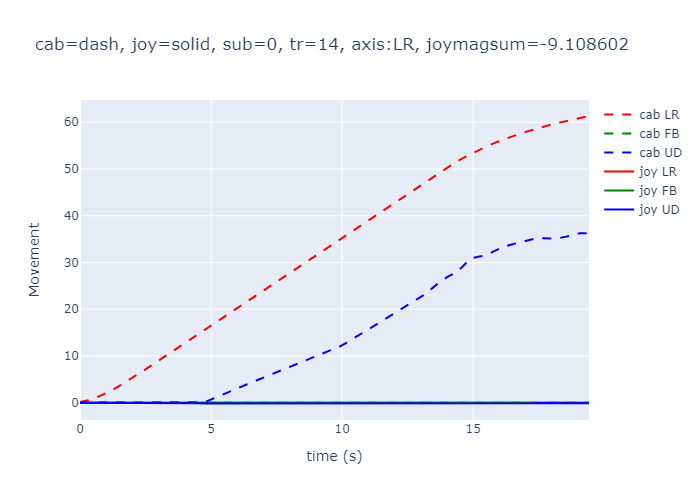 cab=dash, joy=solid, sub=0, tr=14, axis:LR, joymagsum=-9.108602
60
50
40
30
20
10
0
Movement
0
5
10
15
time (s)
cab LR
cab FB
cab UD
joy LR
joy FB
joy UD